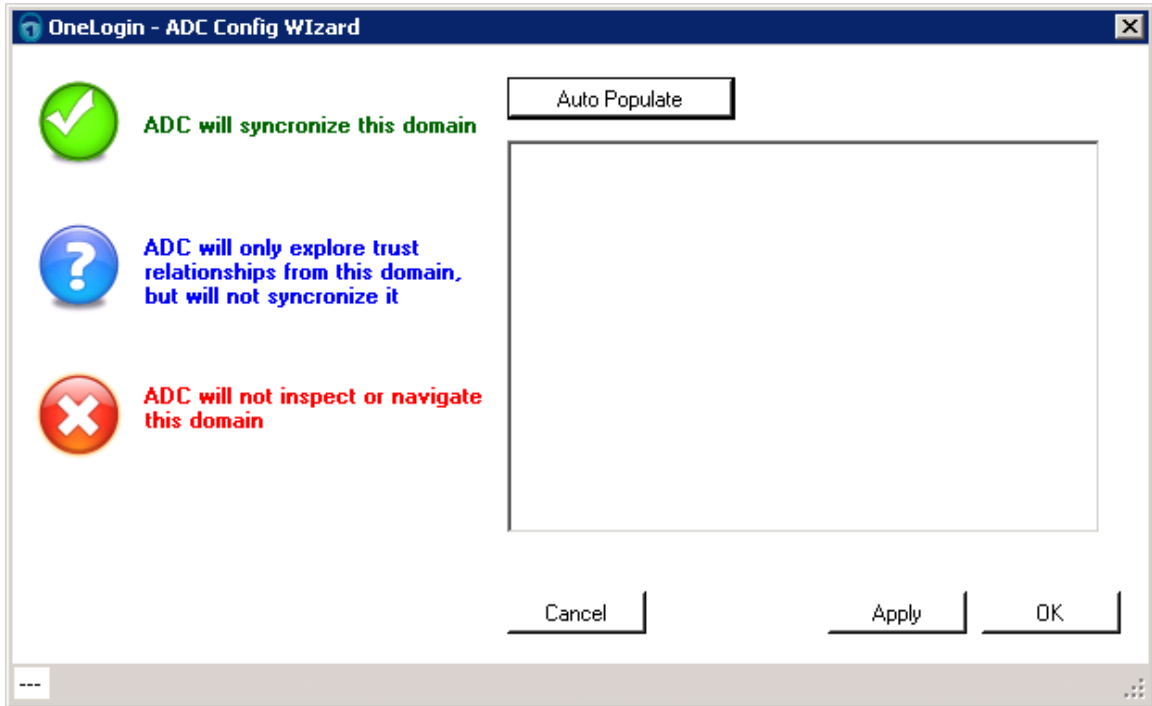 OneLogin - ADC Config WIzard
Auto Populate
ADC will syncronize this domain
ADC will only explore trust
relationships from this domain,
but will not syncronize it
ADC will not inspect or navigate
this domain
Cancel
Apply
OK
---